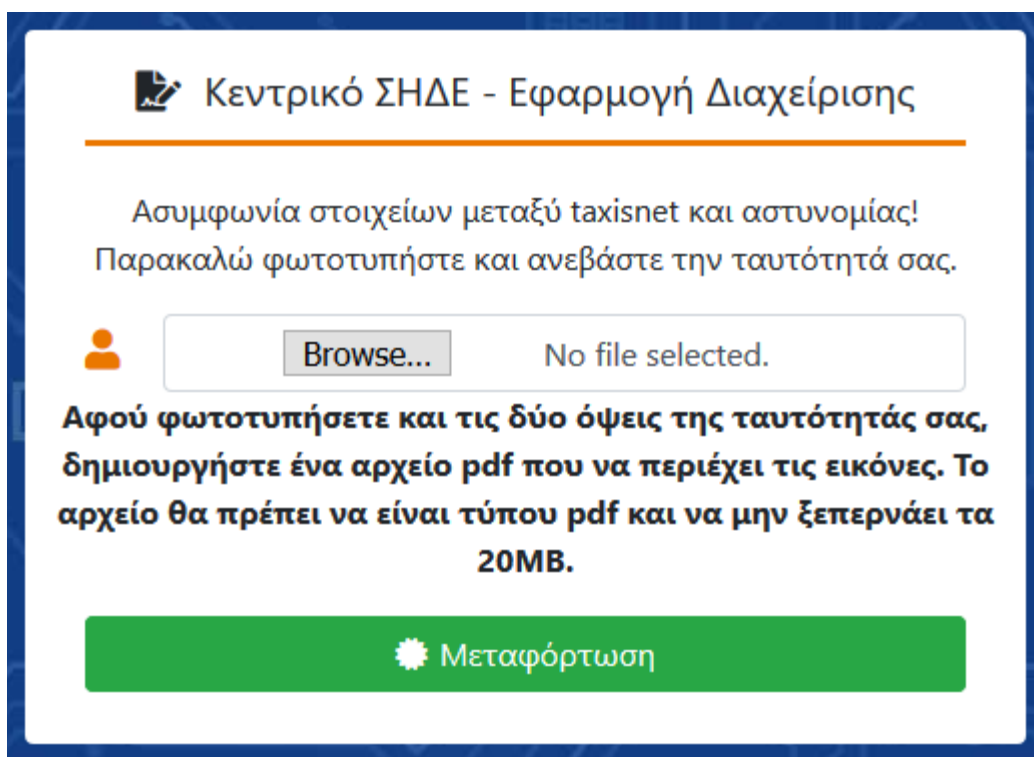 Κεντρικό ΣΗΔΕ - Εφαρμογή Διαχείρισης
Ασυμφωνία στοιχείων μεταξύ taxisnet και αστυνομίας!
Παρακαλώ φωτοτυπήστε και ανεβάστε την ταυτότητά σας.
Browse... No file selected.
Αφού φωτοτυπήσετε και τις δύο όψεις της ταυτότητάς σας,
δημιουργήστε ένα αρχείο pdf που να περιέχει τις εικόνες. Το
αρχείο θα πρέπει να είναι τύπου pdf και να μην ξεπερνάει τα
20MB.
Μεταφόρτωση